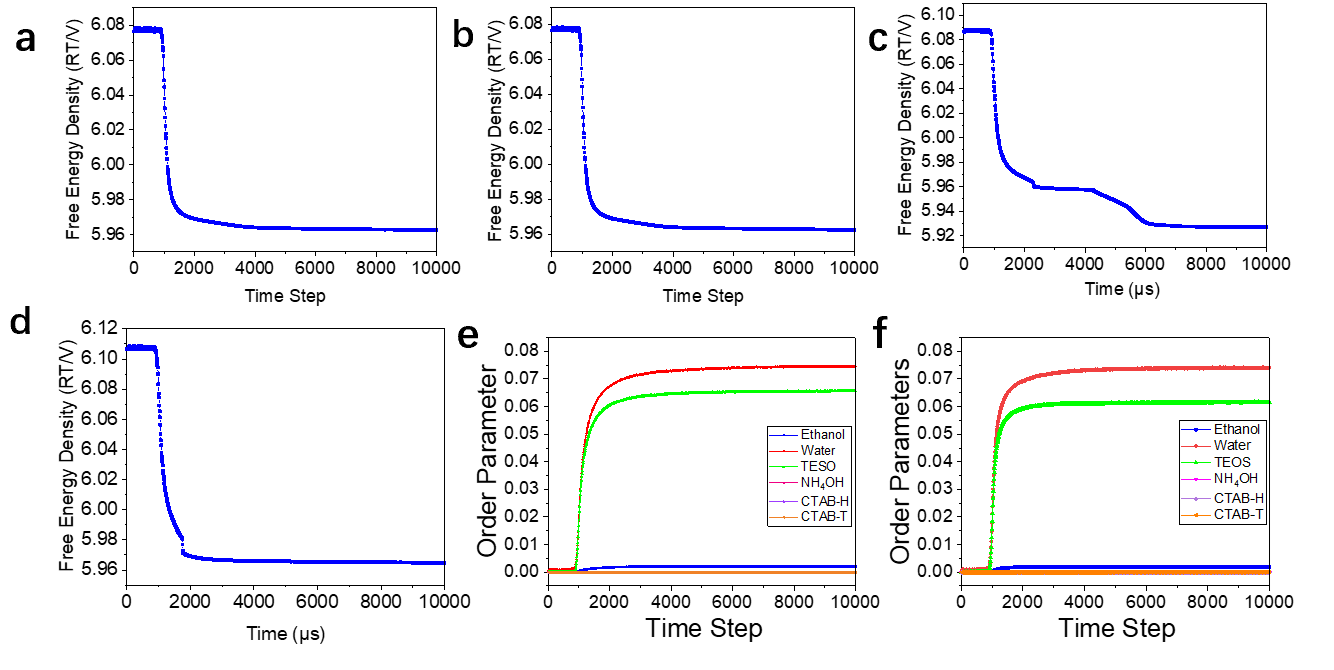 a
Free Energy Density (RT/V)
6.08
6.06
6.04
6.02
6.00
5.98
5.96
0 2000 4000 6000 8000 10000
Time Step
b
Free Energy Density (RT/V)
6.08
6.06
6.04
6.02
6.00
5.98
5.96
0 2000 4000 6000 8000 10000
Time Step
c
Free Energy Density (RT/V)
6.10
6.08
6.06
6.04
6.02
6.00
5.98
5.96
5.94
5.92
0 2000 4000 6000 8000 10000
Time (µs)
d
Free Energy Density (RT/V)
6.12
6.10
6.08
6.06
6.04
6.02
6.00
5.98
5.96
0 2000 4000 6000 8000 10000
Time (µs)
e
Order Parameter
0.08
0.07
0.06
0.05
0.04
0.03
0.02
0.01
0.00
Ethanol
Water
TESO
NH₄OH
CTAB-H
CTAB-T
0 2000 4000 6000 8000 10000
Time Step
f
Order Parameters
0.08
0.07
0.06
0.05
0.04
0.03
0.02
0.01
0.00
Ethanol
Water
TEOS
NH₄OH
CTAB-H
CTAB-T
0 2000 4000 6000 8000 10000
Time Step